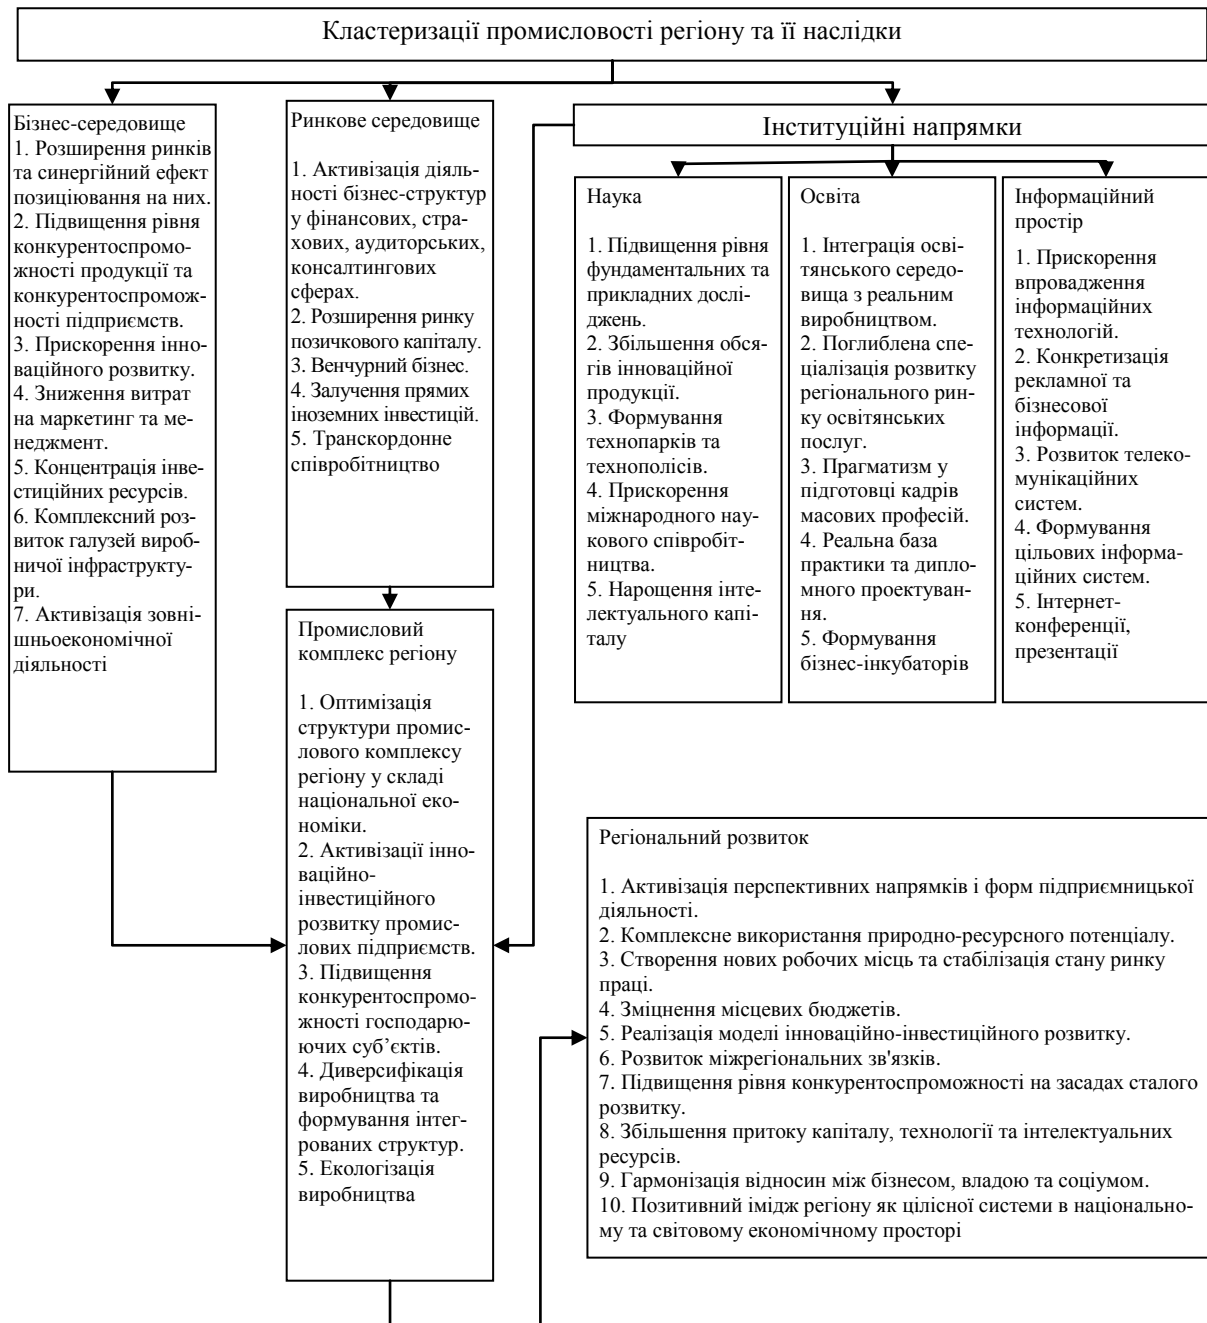 Кластеризації промисловості регіону та її наслідки
Бізнес-середовище
1. Розширення ринків
та синергійний ефект
позиціювання на них.
2. Підвищення рівня
конкурентоспромо-
жності продукції та
конкурентоспромож-
ності підприємств.
3. Прискорення інно-
ваційного розвитку.
4. Зниження витрат
на маркетинг та ме-
неджмент.
5. Концентрація інве-
стиційних ресурсів.
6. Комплексний роз-
виток галузей вироб-
ничої інфраструкту-
ри.
7. Активізація зовні-
шньоекономічної
діяльності
Ринкове середовище
1. Активізація діяль-
ності бізнес-структур
у фінансових, стра-
хових, аудиторських,
консалтингових
сферах.
2. Розширення ринку
позичкового капіталу.
3. Венчурний бізнес.
4. Залучення прямих
іноземних інвестицій.
5. Транскордонне
співробітництво
Інституційні напрямки
Наука
1. Підвищення рівня
фундаментальних та
прикладних дослі-
джень.
2. Збільшення обся-
гів інноваційної
продукції.
3. Формування
технопарків та
технополісів.
4. Прискорення
міжнародного нау-
кового співробіт-
ництва.
5. Нарощення інте-
лектуального капі-
талу
Освіта
1. Інтеграція осві-
тянського середо-
вища з реальним
виробництвом.
2. Поглиблена спе-
ціалізація розвитку
регіонального рин-
ку освітянських
послуг.
3. Прагматизм у
підготовці кадрів
масових професій.
4. Реальна база
практики та дипло-
много проектуван-
ня.
5. Формування
бізнес-інкубаторів
Інформаційний
простір
1. Прискорення
впровадження
інформаційних
технологій.
2. Конкретизація
рекламної та
бізнесової
інформації.
3. Розвиток телеко-
мунікаційних
систем.
4. Формування
цільових інформа-
ційних систем.
5. Інтернет-
конференції,
презентації
Промисловий
комплекс регіону
1. Оптимізація
структури промис-
лового комплексу
регіону у складі
національної еко-
номіки.
2. Активізації інно-
ваційно-
інвестиційного
розвитку промис-
лових підприємств.
3. Підвищення
конкурентоспромо-
жності господарю-
ючих суб’єктів.
4. Диверсифікація
виробництва та
формування інтег-
рованих структур.
5. Екологізація
виробництва
Регіональний розвиток
1. Активізація перспективних напрямків і форм підприємницької
діяльності.
2. Комплексне використання природно-ресурсного потенціалу.
3. Створення нових робочих місць та стабілізація стану ринку
праці.
4. Зміцнення місцевих бюджетів.
5. Реалізація моделі інноваційно-інвестиційного розвитку.
6. Розвиток міжрегіональних зв'язків.
7. Підвищення рівня конкурентоспроможності на засадах сталого
розвитку.
8. Збільшення притоку капіталу, технології та інтелектуальних
ресурсів.
9. Гармонізація відносин між бізнесом, владою та соціумом.
10. Позитивний імідж регіону як цілісної системи в національно-
му та світовому економічному просторі